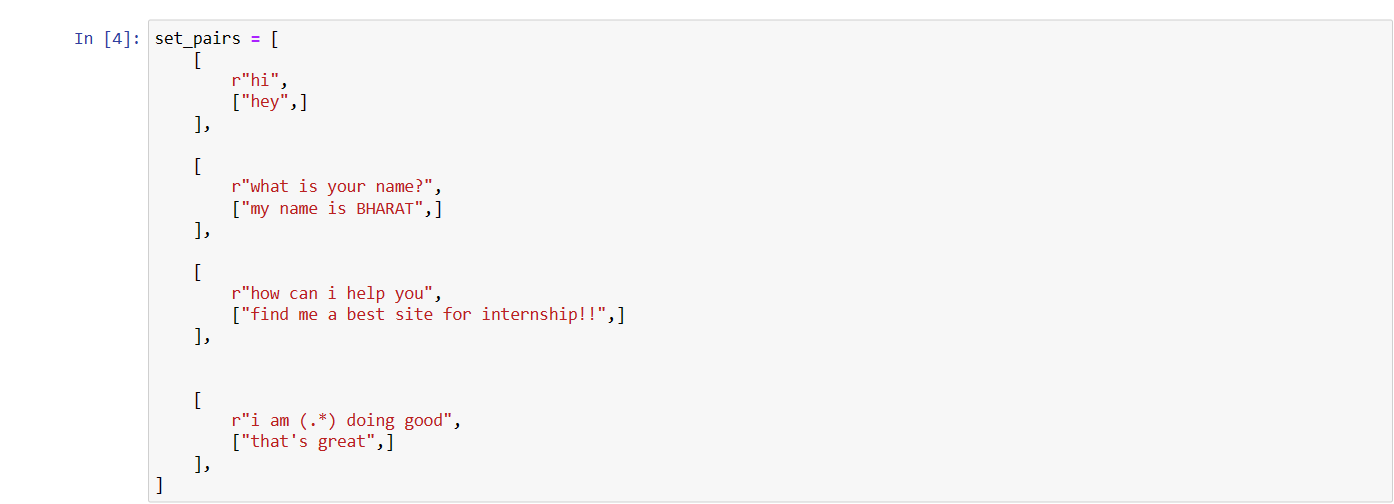 In [4]: set_pairs = [
    [
        r"hi",
        ["hey",]
    ],
    [
        r"what is your name?",
        ["my name is BHARAT",]
    ],
    [
        r"how can i help you",
        ["find me a best site for internship!!",]
    ],
    [
        r"i am (.*) doing good",
        ["that's great",]
    ],
]